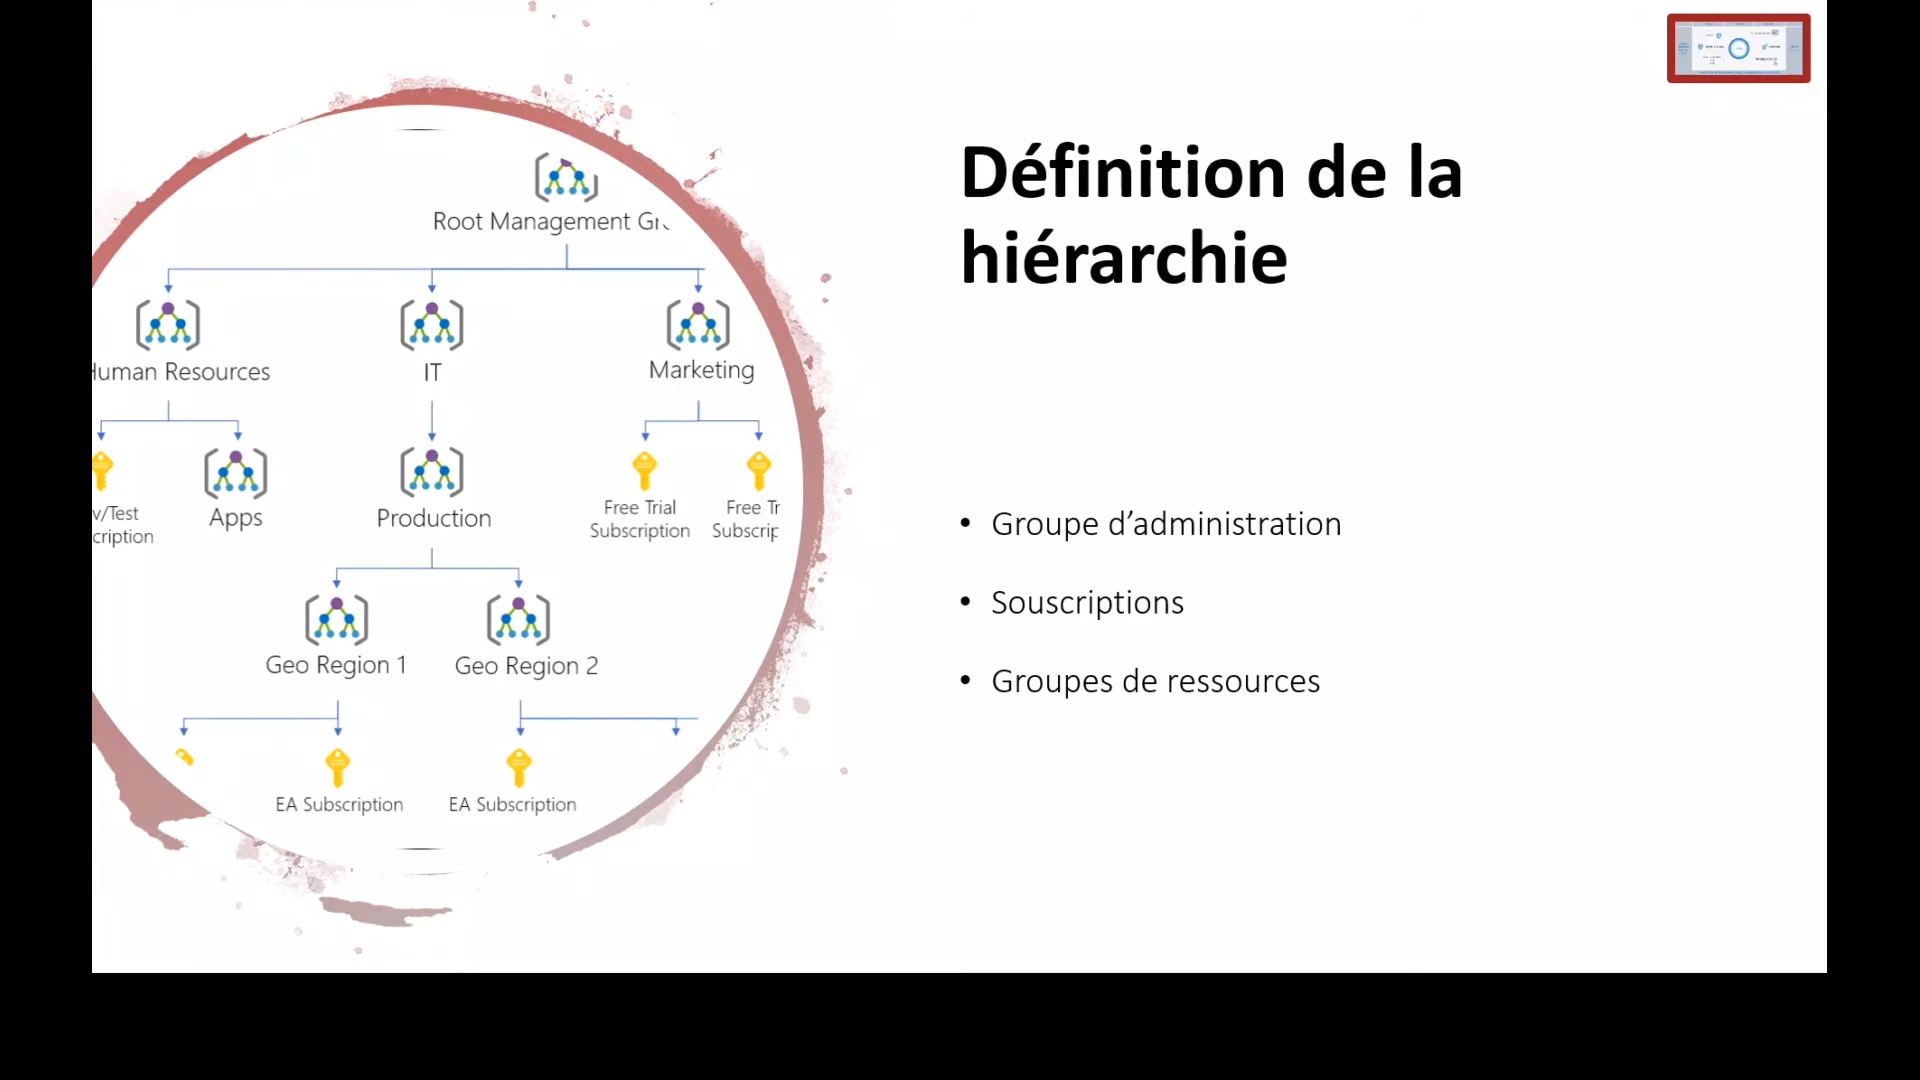 Définition de la
hiérarchie
Root Management
Human Resources
IT
Marketing
v/Test
cription
Apps
Production
Free Trial
Subscription
Free Tr
Subscrip
Geo Region 1
Geo Region 2
EA Subscription
EA Subscription
• Groupe d’administration
• Souscriptions
• Groupes de ressources